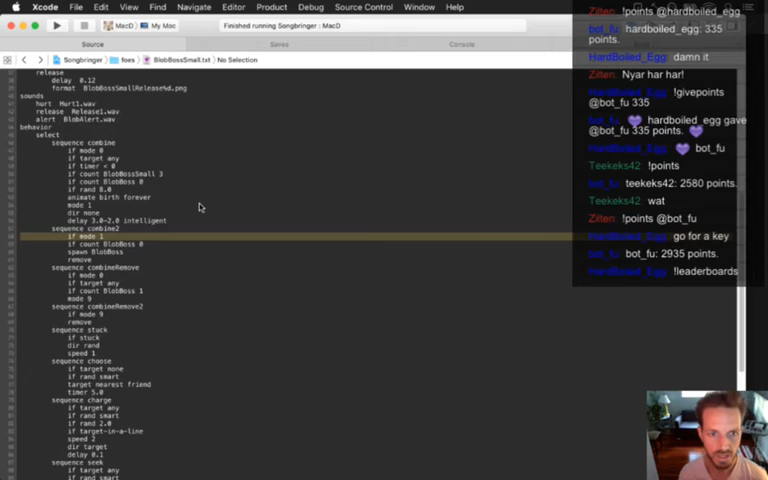 Xcode File Edit View Find Navigate Editor Product Debug Source Control Window Help
MacD My Mac Finished running Songbringer : MacD
Source Saves Console
Songbringer foes BlobBossSmall.txt No Selection
release
delay 0.12
format BlobBossSmallRelease%d.png
sounds
hurt Hurt1.wav
release Release1.wav
alert BlobAlert.wav
behavior
select
sequence combine
if mode 0
if target any
if timer < 0
if count BlobBossSmall 3
if count BlobBoss 0
if rand 8.0
animate birth forever
mode 1
dir none
delay 3.0~2.0 intelligent
sequence combine2
if mode 1
if count BlobBoss 0
spawn BlobBoss
remove
sequence combineRemove
if mode 0
if target any
if count BlobBoss 1
mode 9
sequence combineRemove2
if mode 9
remove
sequence stuck
if stuck
dir rand
speed 1
sequence choose
if target none
if rand smart
target nearest friend
timer 5.0
sequence charge
if target any
if rand smart
if rand 2.0
if target-in-a-line
speed 2
dir target
delay 0.1
sequence seek
if target any
if rand smart
Zilten: !points @hardboiled_egg
bot_fu: hardboiled_egg: 335
points.
HardBoiled_Egg: damn it
Zilten: Nyar har har!
HardBoiled_Egg: !givepoints
@bot_fu 335
bot_fu: hardboiled_egg gave
@bot_fu 335 points.
HardBoiled_Egg: bot_fu
Teekeks42: !points
bot_fu: teekeks42: 2580 points.
Teekeks42: wat
Zilten: !points @bot_fu
HardBoiled_Egg: go for a key
bot_fu: bot_fu: 2935 points.
HardBoiled_Egg: !leaderboards